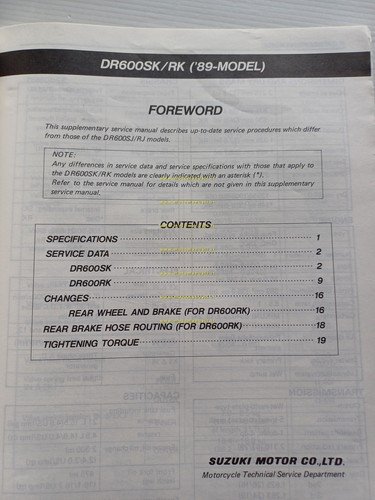 DR600SK/RK ('89-MODEL)
FOREWORD
This supplementary service manual describes up-to-date service procedures which differ
from those of the DR600SJ/RJ models.
NOTE:
Any differences in service data and service specifications with those that apply to
the DR600SK/RK models are clearly indicated with an asterisk (*).
Refer to the service manual for details which are not given in this supplementary
service manual.
CONTENTS
SPECIFICATIONS 1
SERVICE DATA 2
DR600SK 2
DR600RK 9
CHANGES 16
REAR WHEEL AND BRAKE (FOR DR600RK) 16
REAR BRAKE HOSE ROUTING (FOR DR600RK) 18
TIGHTENING TORQUE 19
SUZUKI MOTOR CO.,LTD.
Motorcycle Technical Service Department